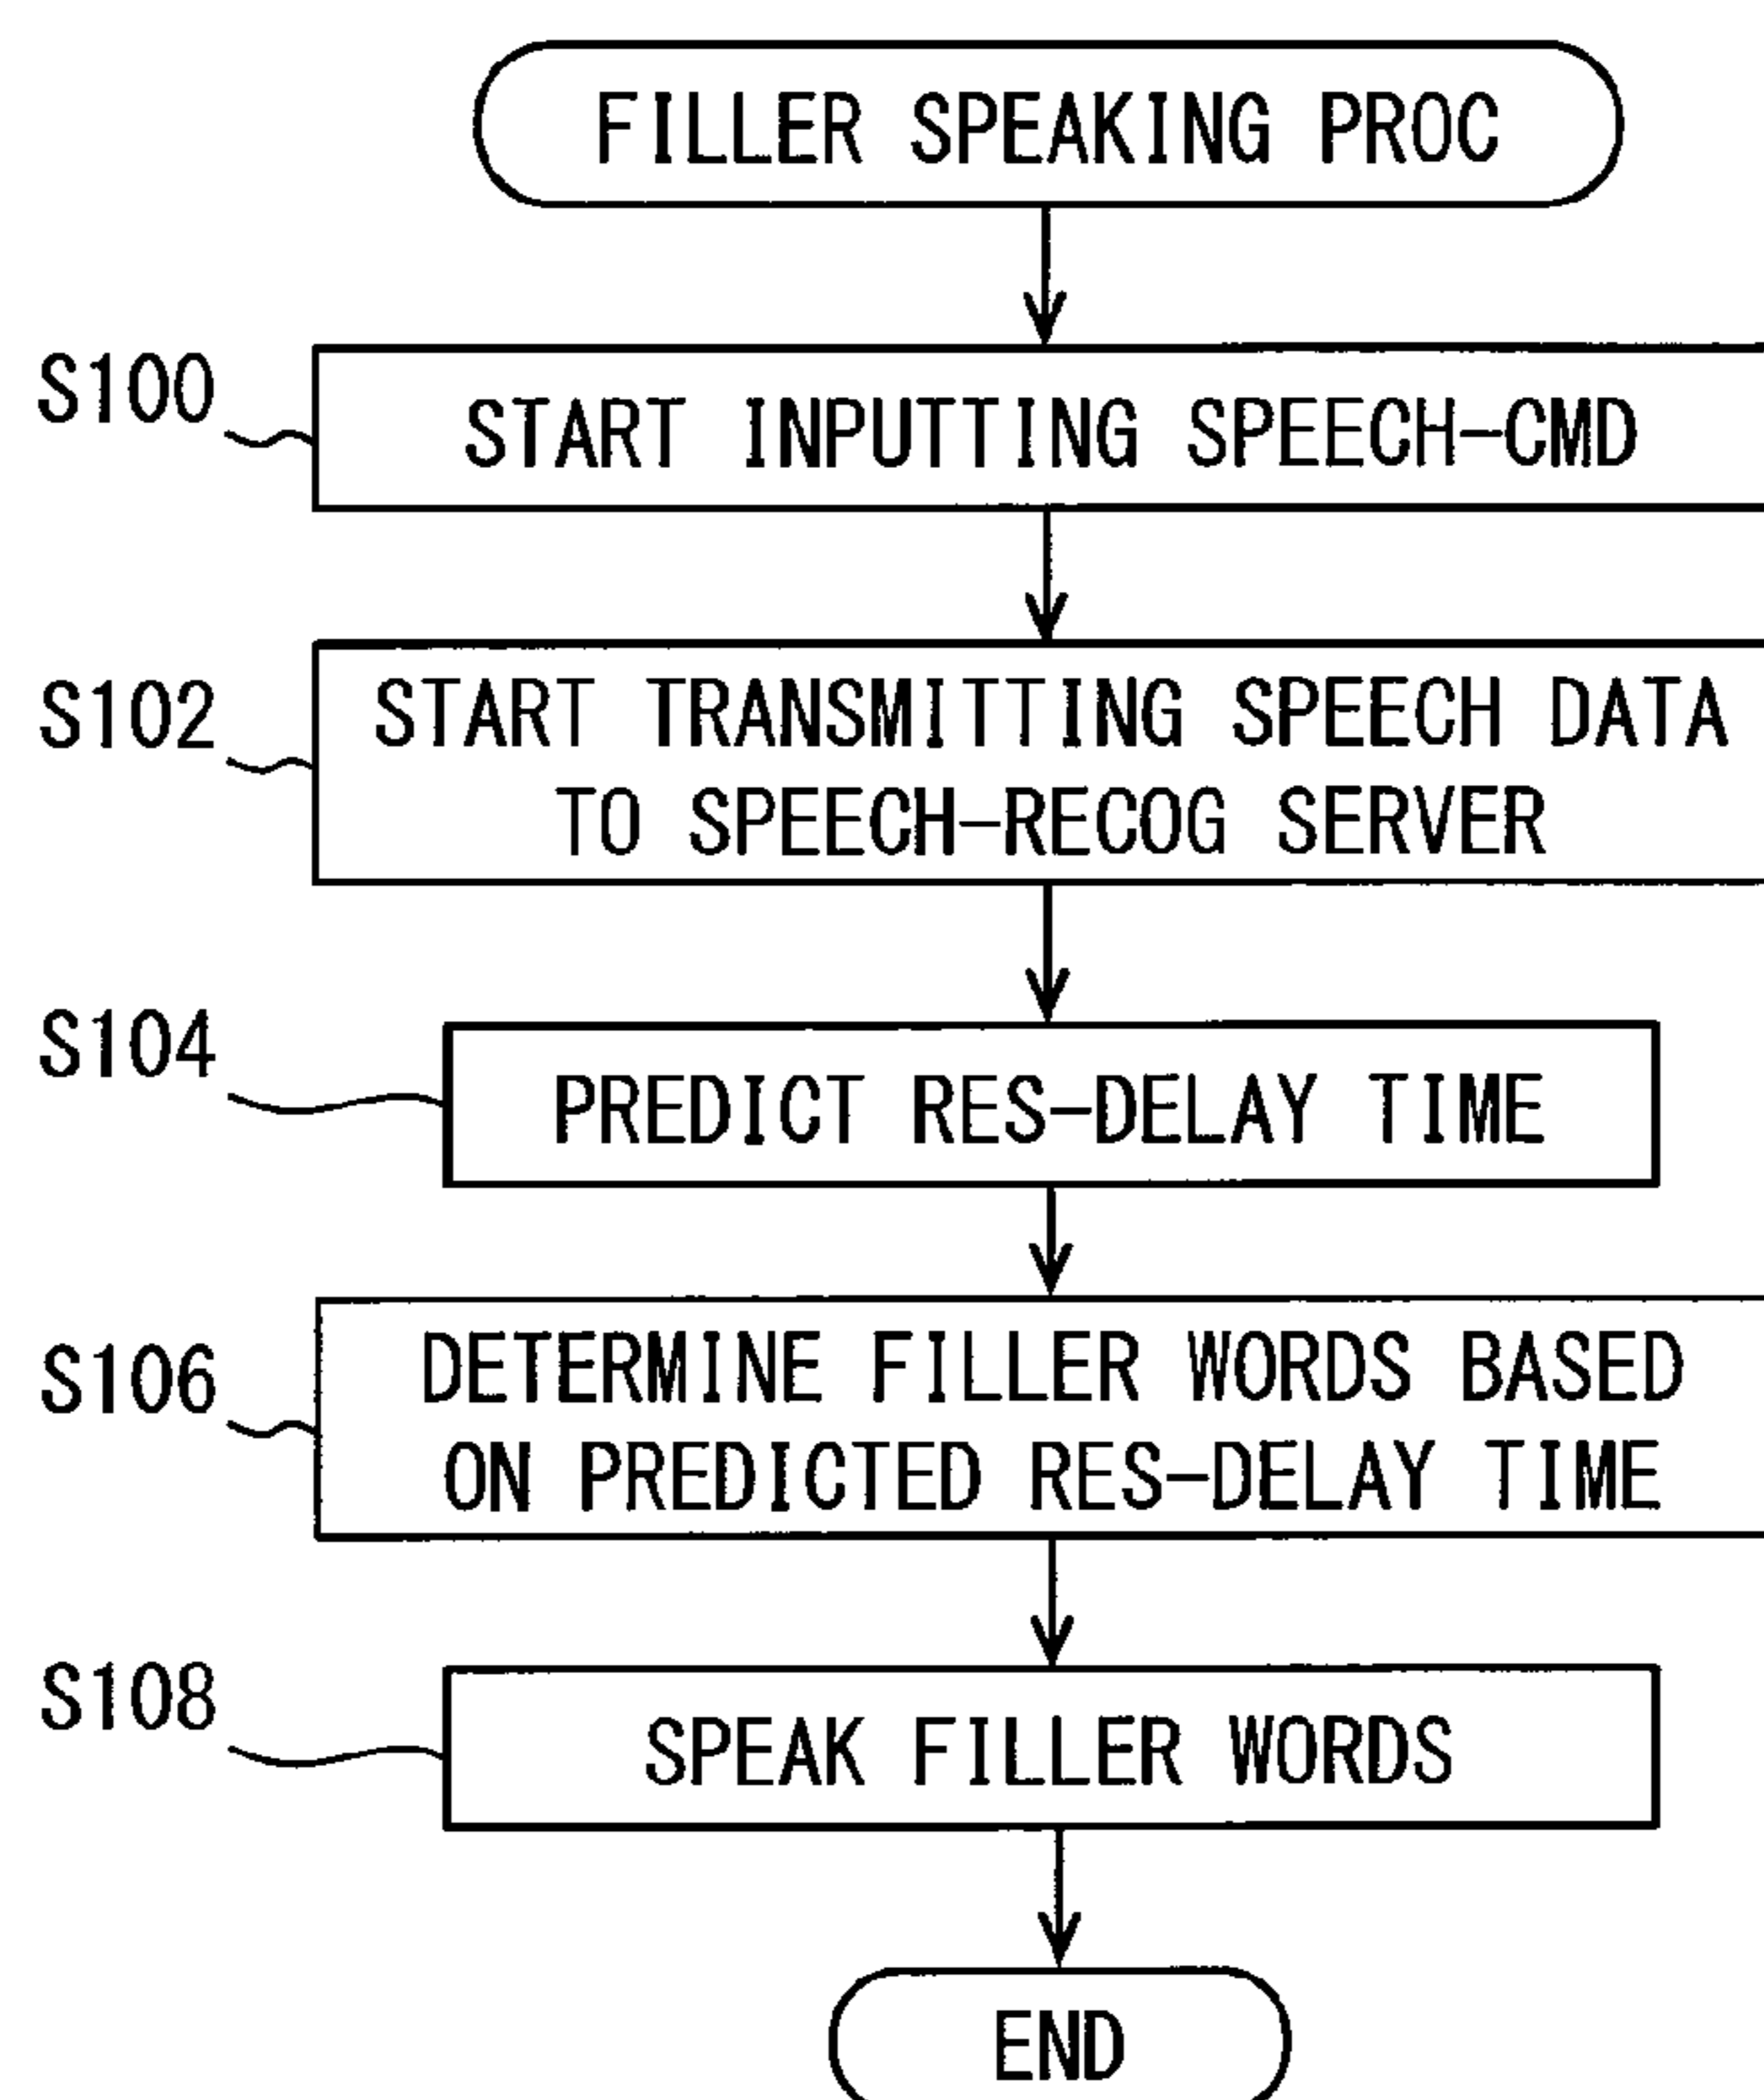 FILLER SPEAKING PROC
S100
START INPUTTING SPEECH-CMD
S102
START TRANSMITTING SPEECH DATA
TO SPEECH-RECOG SERVER
S104
PREDICT RES-DELAY TIME
S106
DETERMINE FILLER WORDS BASED
ON PREDICTED RES-DELAY TIME
S108
SPEAK FILLER WORDS
END